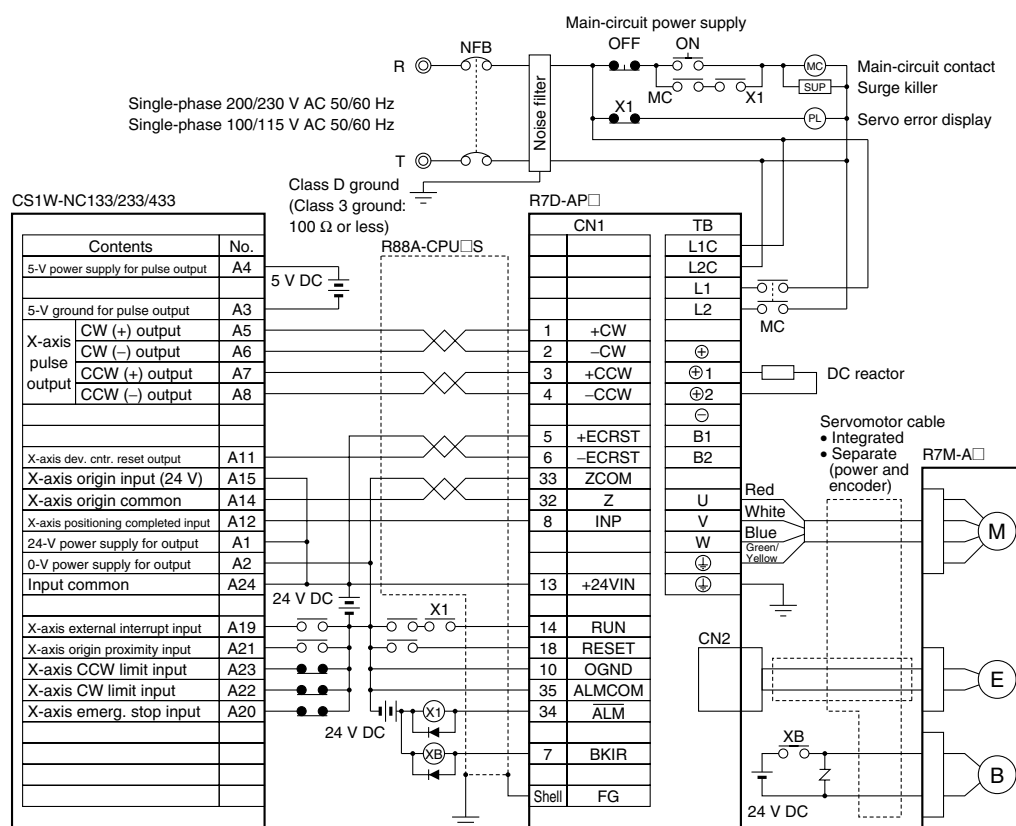 Main-circuit power supply
NFB
OFF
ON
R
MC
Main-circuit contact
Noise filter
MC
X1
SUP
Surge killer
Single-phase 200/230 V AC 50/60 Hz
Single-phase 100/115 V AC 50/60 Hz
X1
PL
Servo error display
T
Class D ground
(Class 3 ground:
100 Ω or less)
CS1W-NC133/233/433
R88A-CPU□S
R7D-AP□
Contents No.
5-V power supply for pulse output A4
5-V ground for pulse output A3
X-axis pulse output
CW (+) output A5
CW (−) output A6
CCW (+) output A7
CCW (−) output A8
X-axis dev. cntr. reset output A11
X-axis origin input (24 V) A15
X-axis origin common A14
X-axis positioning completed input A12
24-V power supply for output A1
0-V power supply for output A2
Input common A24
X-axis external interrupt input A19
X-axis origin proximity input A21
X-axis CCW limit input A23
X-axis CW limit input A22
X-axis emerg. stop input A20
5 V DC
24 V DC
X1
24 V DC
X1
XB
CN1
1 +CW
2 −CW
3 +CCW
4 −CCW
5 +ECRST
6 −ECRST
33 ZCOM
32 Z
8 INP
13 +24VIN
14 RUN
18 RESET
10 OGND
35 ALMCOM
34 ALM
7 BKIR
Shell FG
TB
L1C
L2C
L1
L2
⊕
⊕1
⊕2
⊖
B1
B2
U
V
W
MC
DC reactor
Servomotor cable
• Integrated
• Separate
(power and
encoder)
R7M-A□
Red
White
Blue
Green/
Yellow
M
CN2
E
XB
24 V DC
B